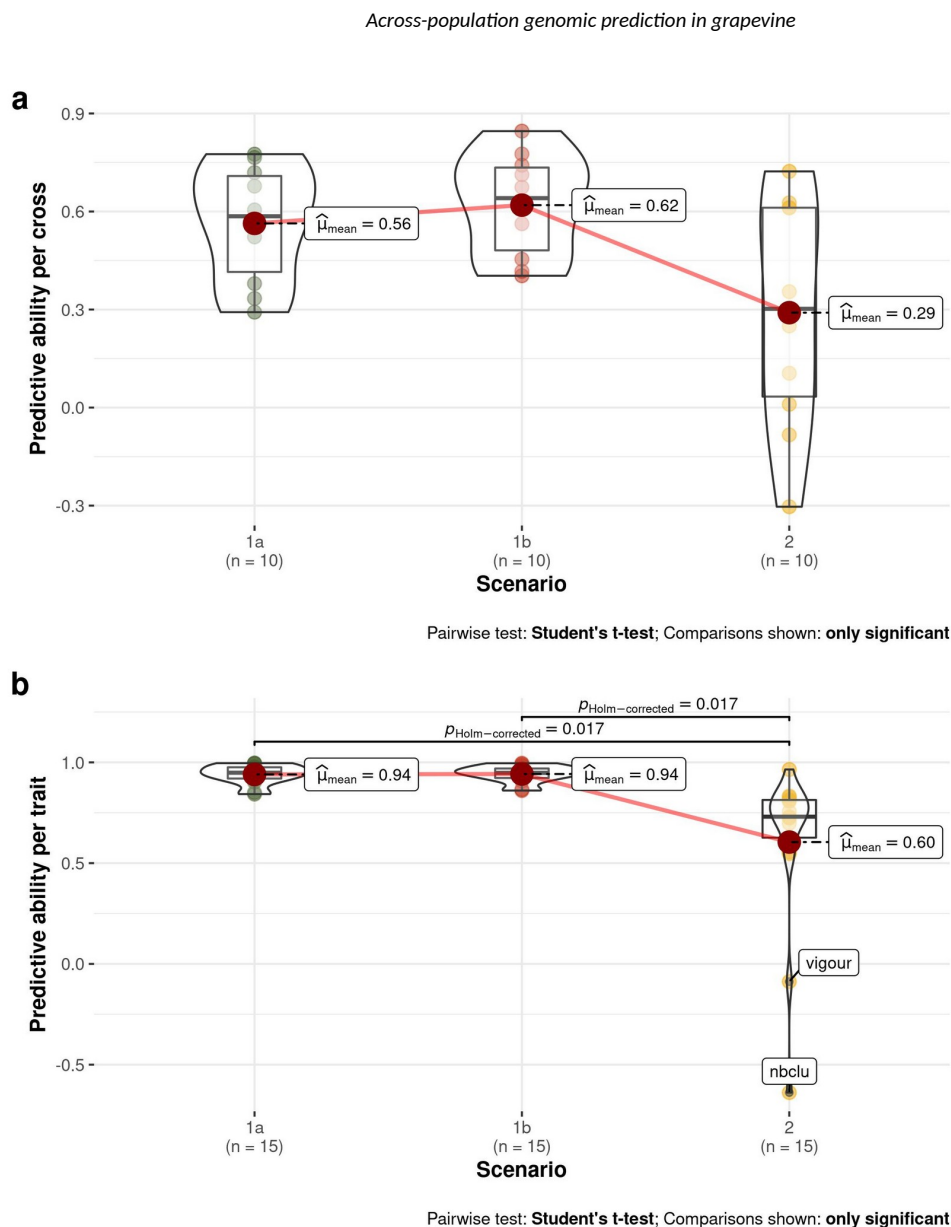 Across-population genomic prediction in grapevine
a
Predictive ability per cross
0.9
0.6
0.3
0.0
-0.3
μ̂mean = 0.56
μ̂mean = 0.62
μ̂mean = 0.29
1a
(n = 10)
1b
(n = 10)
2
(n = 10)
Scenario
Pairwise test: Student's t-test; Comparisons shown: only significant
b
Predictive ability per trait
1.0
0.5
0.0
-0.5
pHolm−corrected = 0.017
pHolm−corrected = 0.017
μ̂mean = 0.94
μ̂mean = 0.94
μ̂mean = 0.60
vigour
nbclu
1a
(n = 15)
1b
(n = 15)
2
(n = 15)
Scenario
Pairwise test: Student's t-test; Comparisons shown: only significant